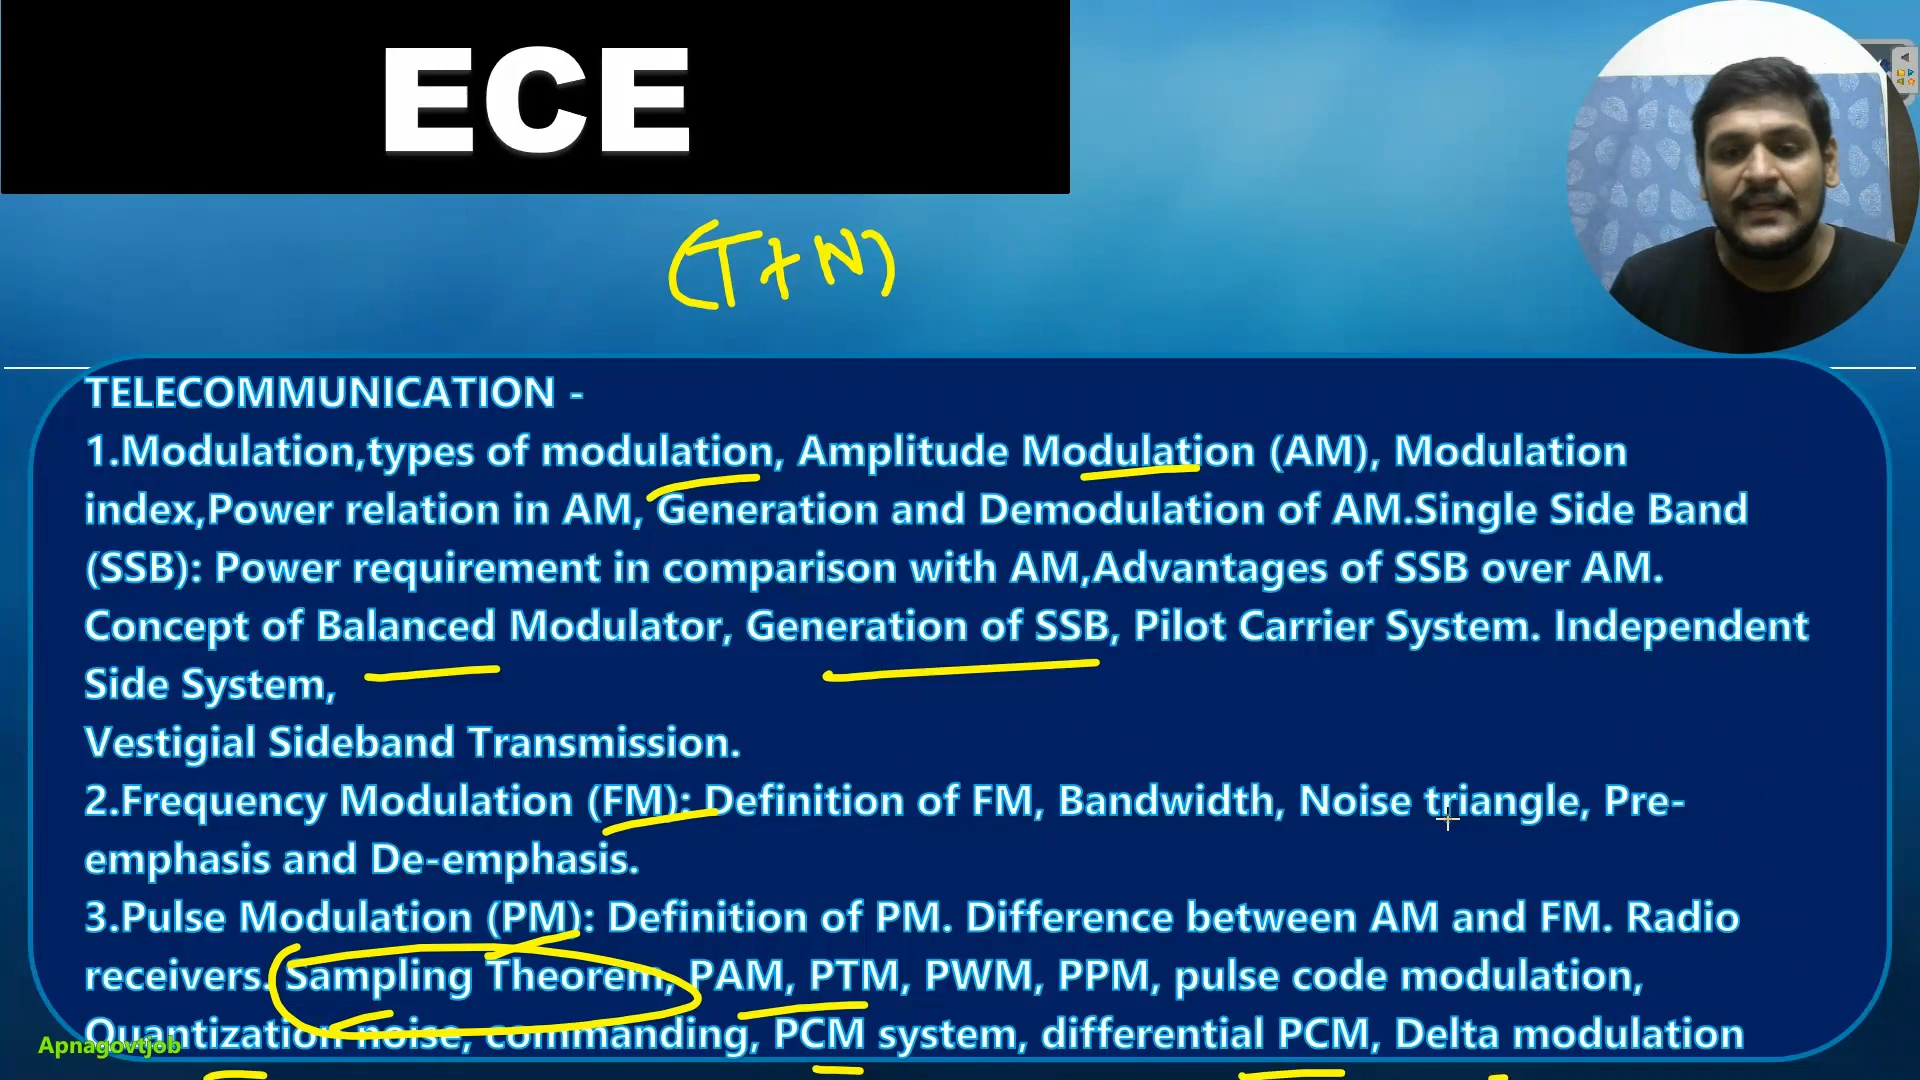 ECE
(T+N)
TELECOMMUNICATION -
1.Modulation,types of modulation, Amplitude Modulation (AM), Modulation
index,Power relation in AM, Generation and Demodulation of AM.Single Side Band
(SSB): Power requirement in comparison with AM,Advantages of SSB over AM.
Concept of Balanced Modulator, Generation of SSB, Pilot Carrier System. Independent
Side System,
Vestigial Sideband Transmission.
2.Frequency Modulation (FM): Definition of FM, Bandwidth, Noise triangle, Pre-
emphasis and De-emphasis.
3.Pulse Modulation (PM): Definition of PM. Difference between AM and FM. Radio
receivers. Sampling Theorem, PAM, PTM, PWM, PPM, pulse code modulation,
Quantization noise, commanding, PCM system, differential PCM, Delta modulation
Apnagovtjob